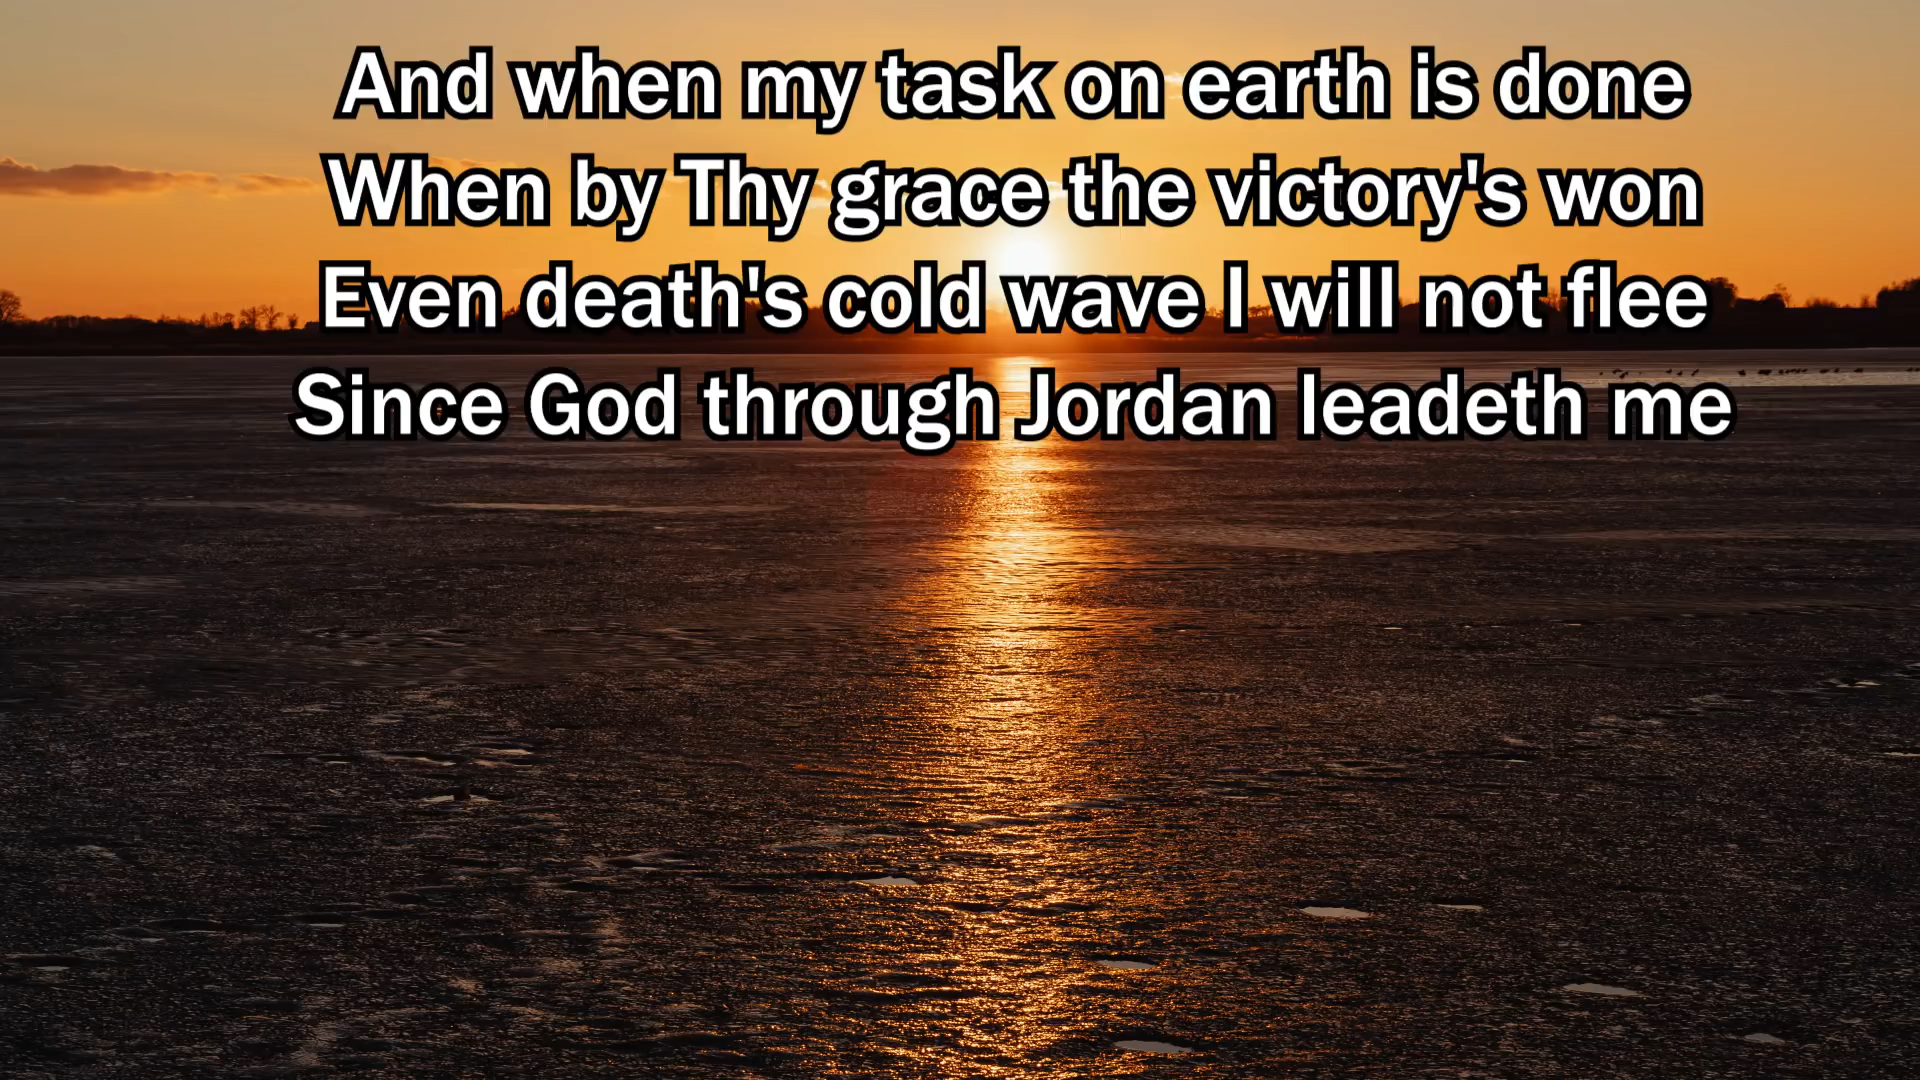 And when my task on earth is done
When by Thy grace the victory's won
Even death's cold wave I will not flee
Since God through Jordan leadeth me